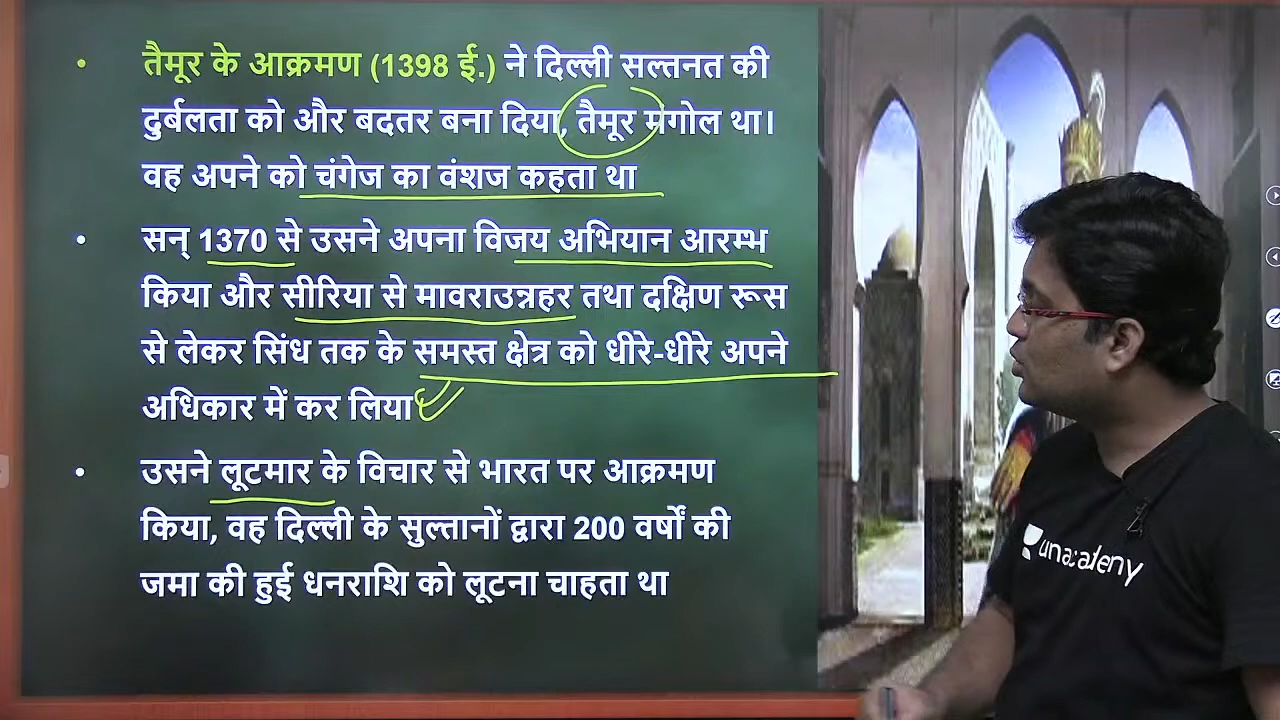 • तैमूर के आक्रमण (1398 ई.) ने दिल्ली सल्तनत की
दुर्बलता को और बदतर बना दिया, तैमूर मंगोल था।
वह अपने को चंगेज का वंशज कहता था
• सन् 1370 से उसने अपना विजय अभियान आरम्भ
किया और सीरिया से मावराउन्नहर तथा दक्षिण रूस
से लेकर सिंध तक के समस्त क्षेत्र को धीरे-धीरे अपने
अधिकार में कर लिया
• उसने लूटमार के विचार से भारत पर आक्रमण
किया, वह दिल्ली के सुल्तानों द्वारा 200 वर्षों की
जमा की हुई धनराशि को लूटना चाहता था
unacademy